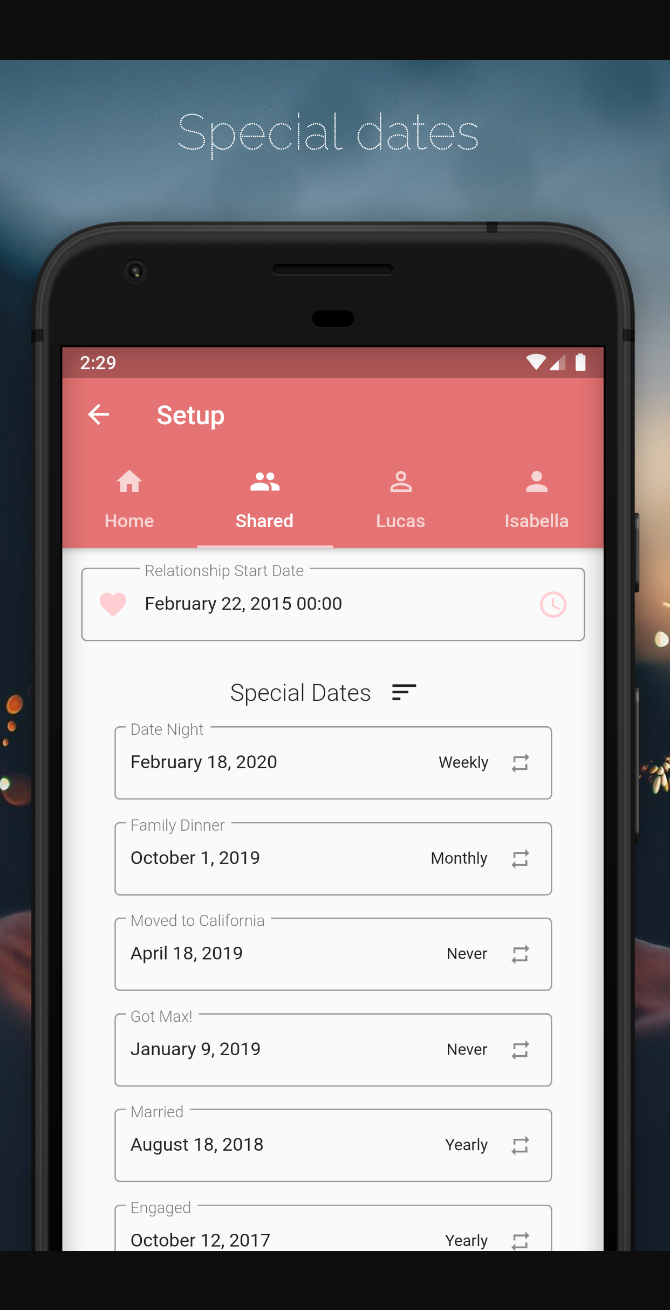 Special dates
2:29
Setup
Home Shared Lucas Isabella
Relationship Start Date
February 22, 2015 00:00
Special Dates
Date Night
February 18, 2020 Weekly
Family Dinner
October 1, 2019 Monthly
Moved to California
April 18, 2019 Never
Got Max!
January 9, 2019 Never
Married
August 18, 2018 Yearly
Engaged
October 12, 2017 Yearly